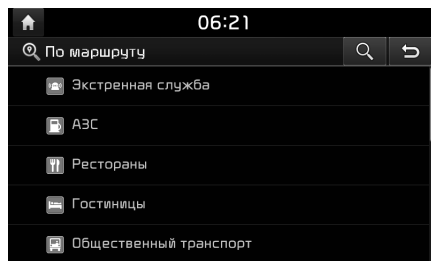 06:21
По маршруту
Экстренная служба
АЗС
Рестораны
Гостиницы
Общественный транспорт